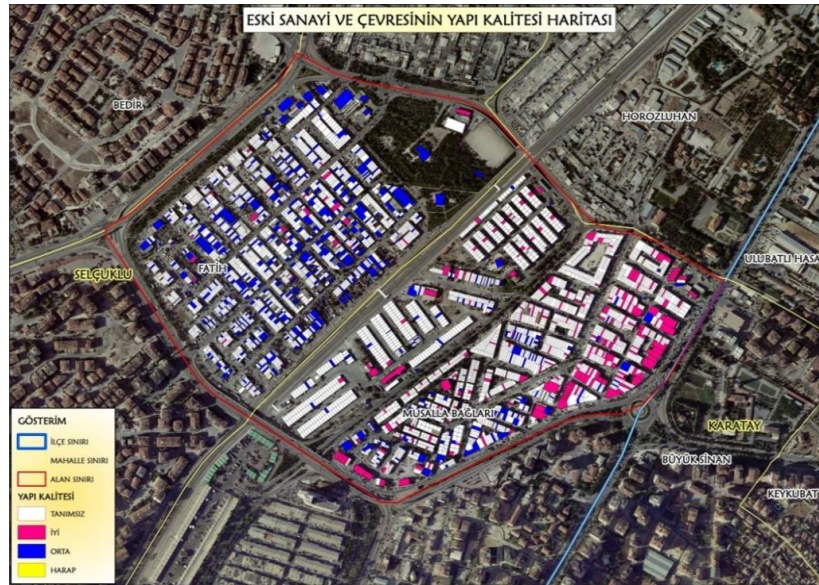 ESKİ SANAYİ VE ÇEVRESİNİN YAPI KALİTESİ HARİTASI
BEDİR
HOROZLUHAN
ULUBATLI HASA
SELÇUKLU
FATİH
MUSALLA BAĞLARI
KARATAY
BÜYÜK SİNAN
KEYKUBAT
GÖSTERİM
İLÇE SINIRI
MAHALLE SINIRI
ALAN SINIRI
YAPI KALİTESİ
TANIMSIZ
İYİ
ORTA
HARAP